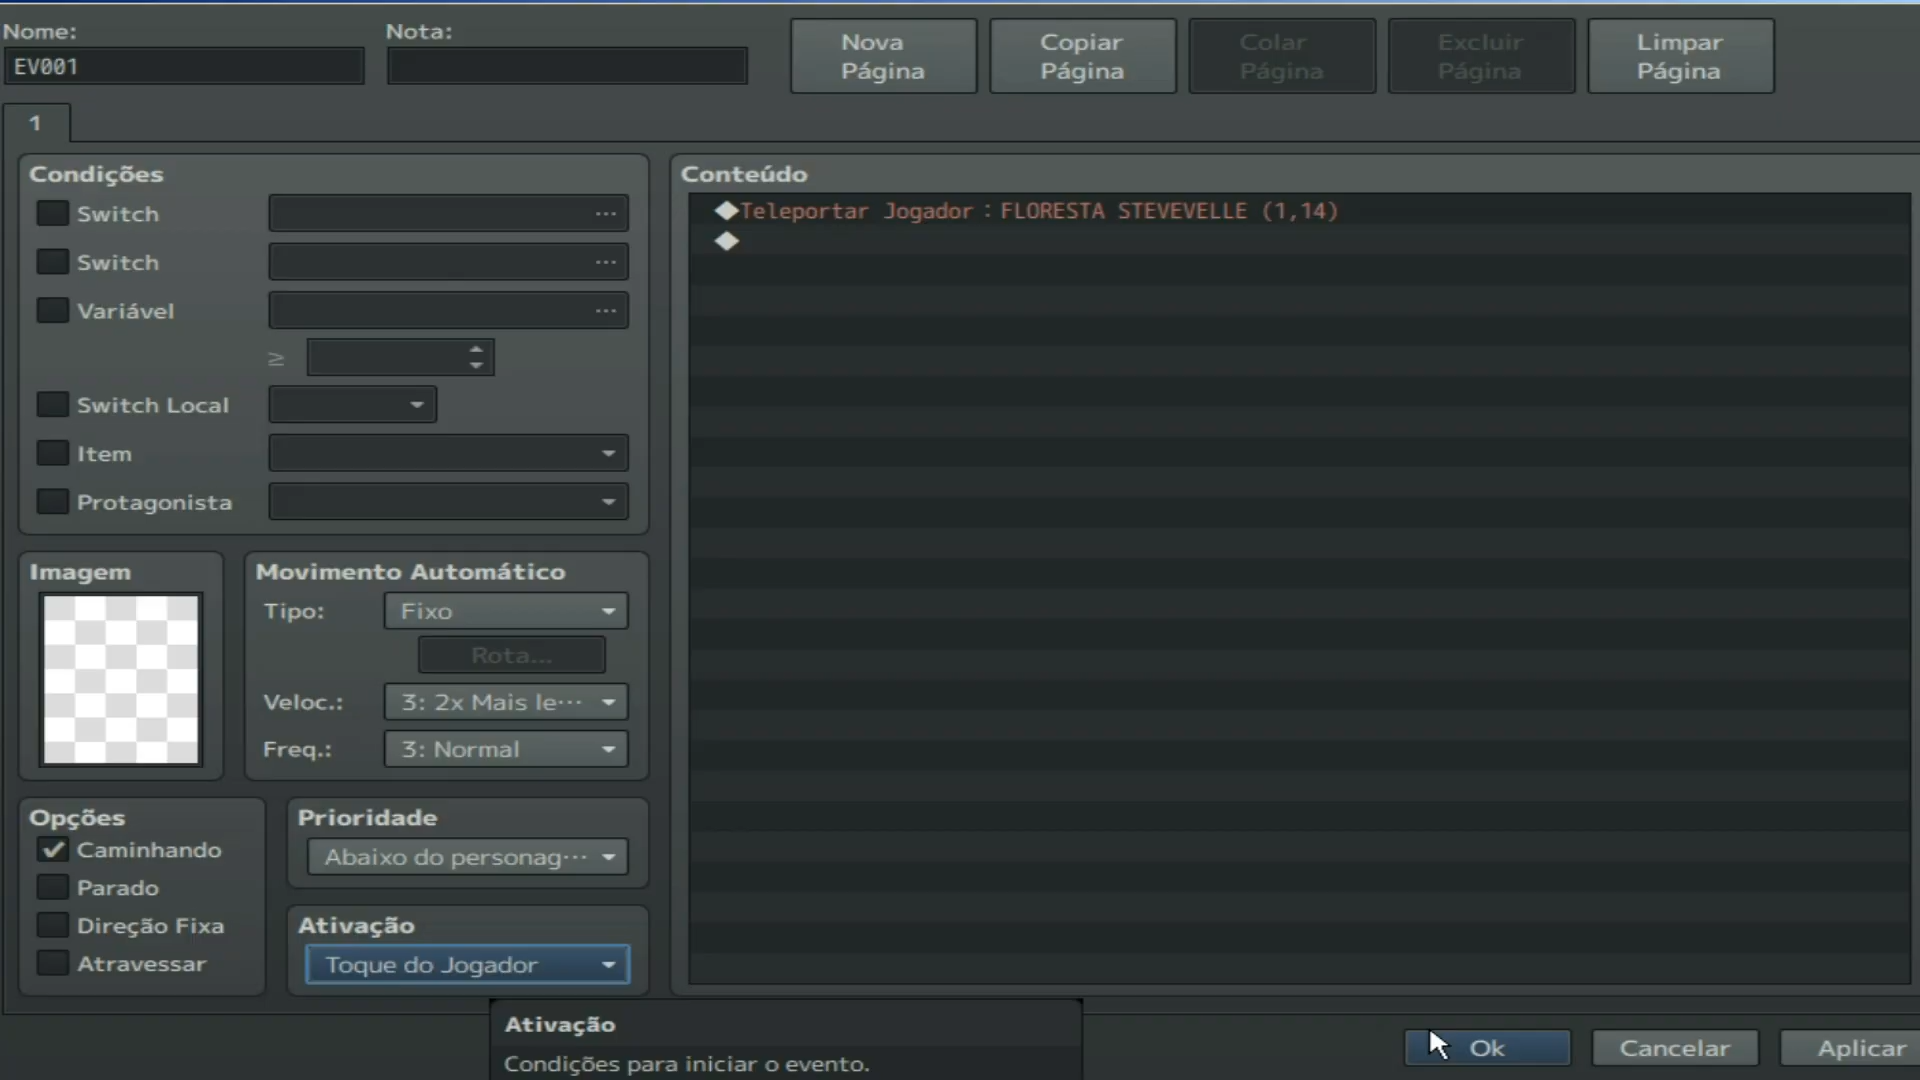 Nome:
Nota:
EV001
Nova Página
Copiar Página
Colar Página
Excluir Página
Limpar Página
1
Condições
Switch
...
Switch
...
Variável
...
≥
Switch Local
Item
Protagonista
Imagem
Movimento Automático
Tipo:
Fixo
Rota...
Veloc.:
3: 2x Mais le...
Freq.:
3: Normal
Opções
Caminhando
Parado
Direção Fixa
Atravessar
Prioridade
Abaixo do personag...
Ativação
Toque do Jogador
Conteúdo
◆Teleportar Jogador：FLORESTA STEVEVELLE (1,14)
◆
Ativação
Condições para iniciar o evento.
Ok
Cancelar
Aplicar